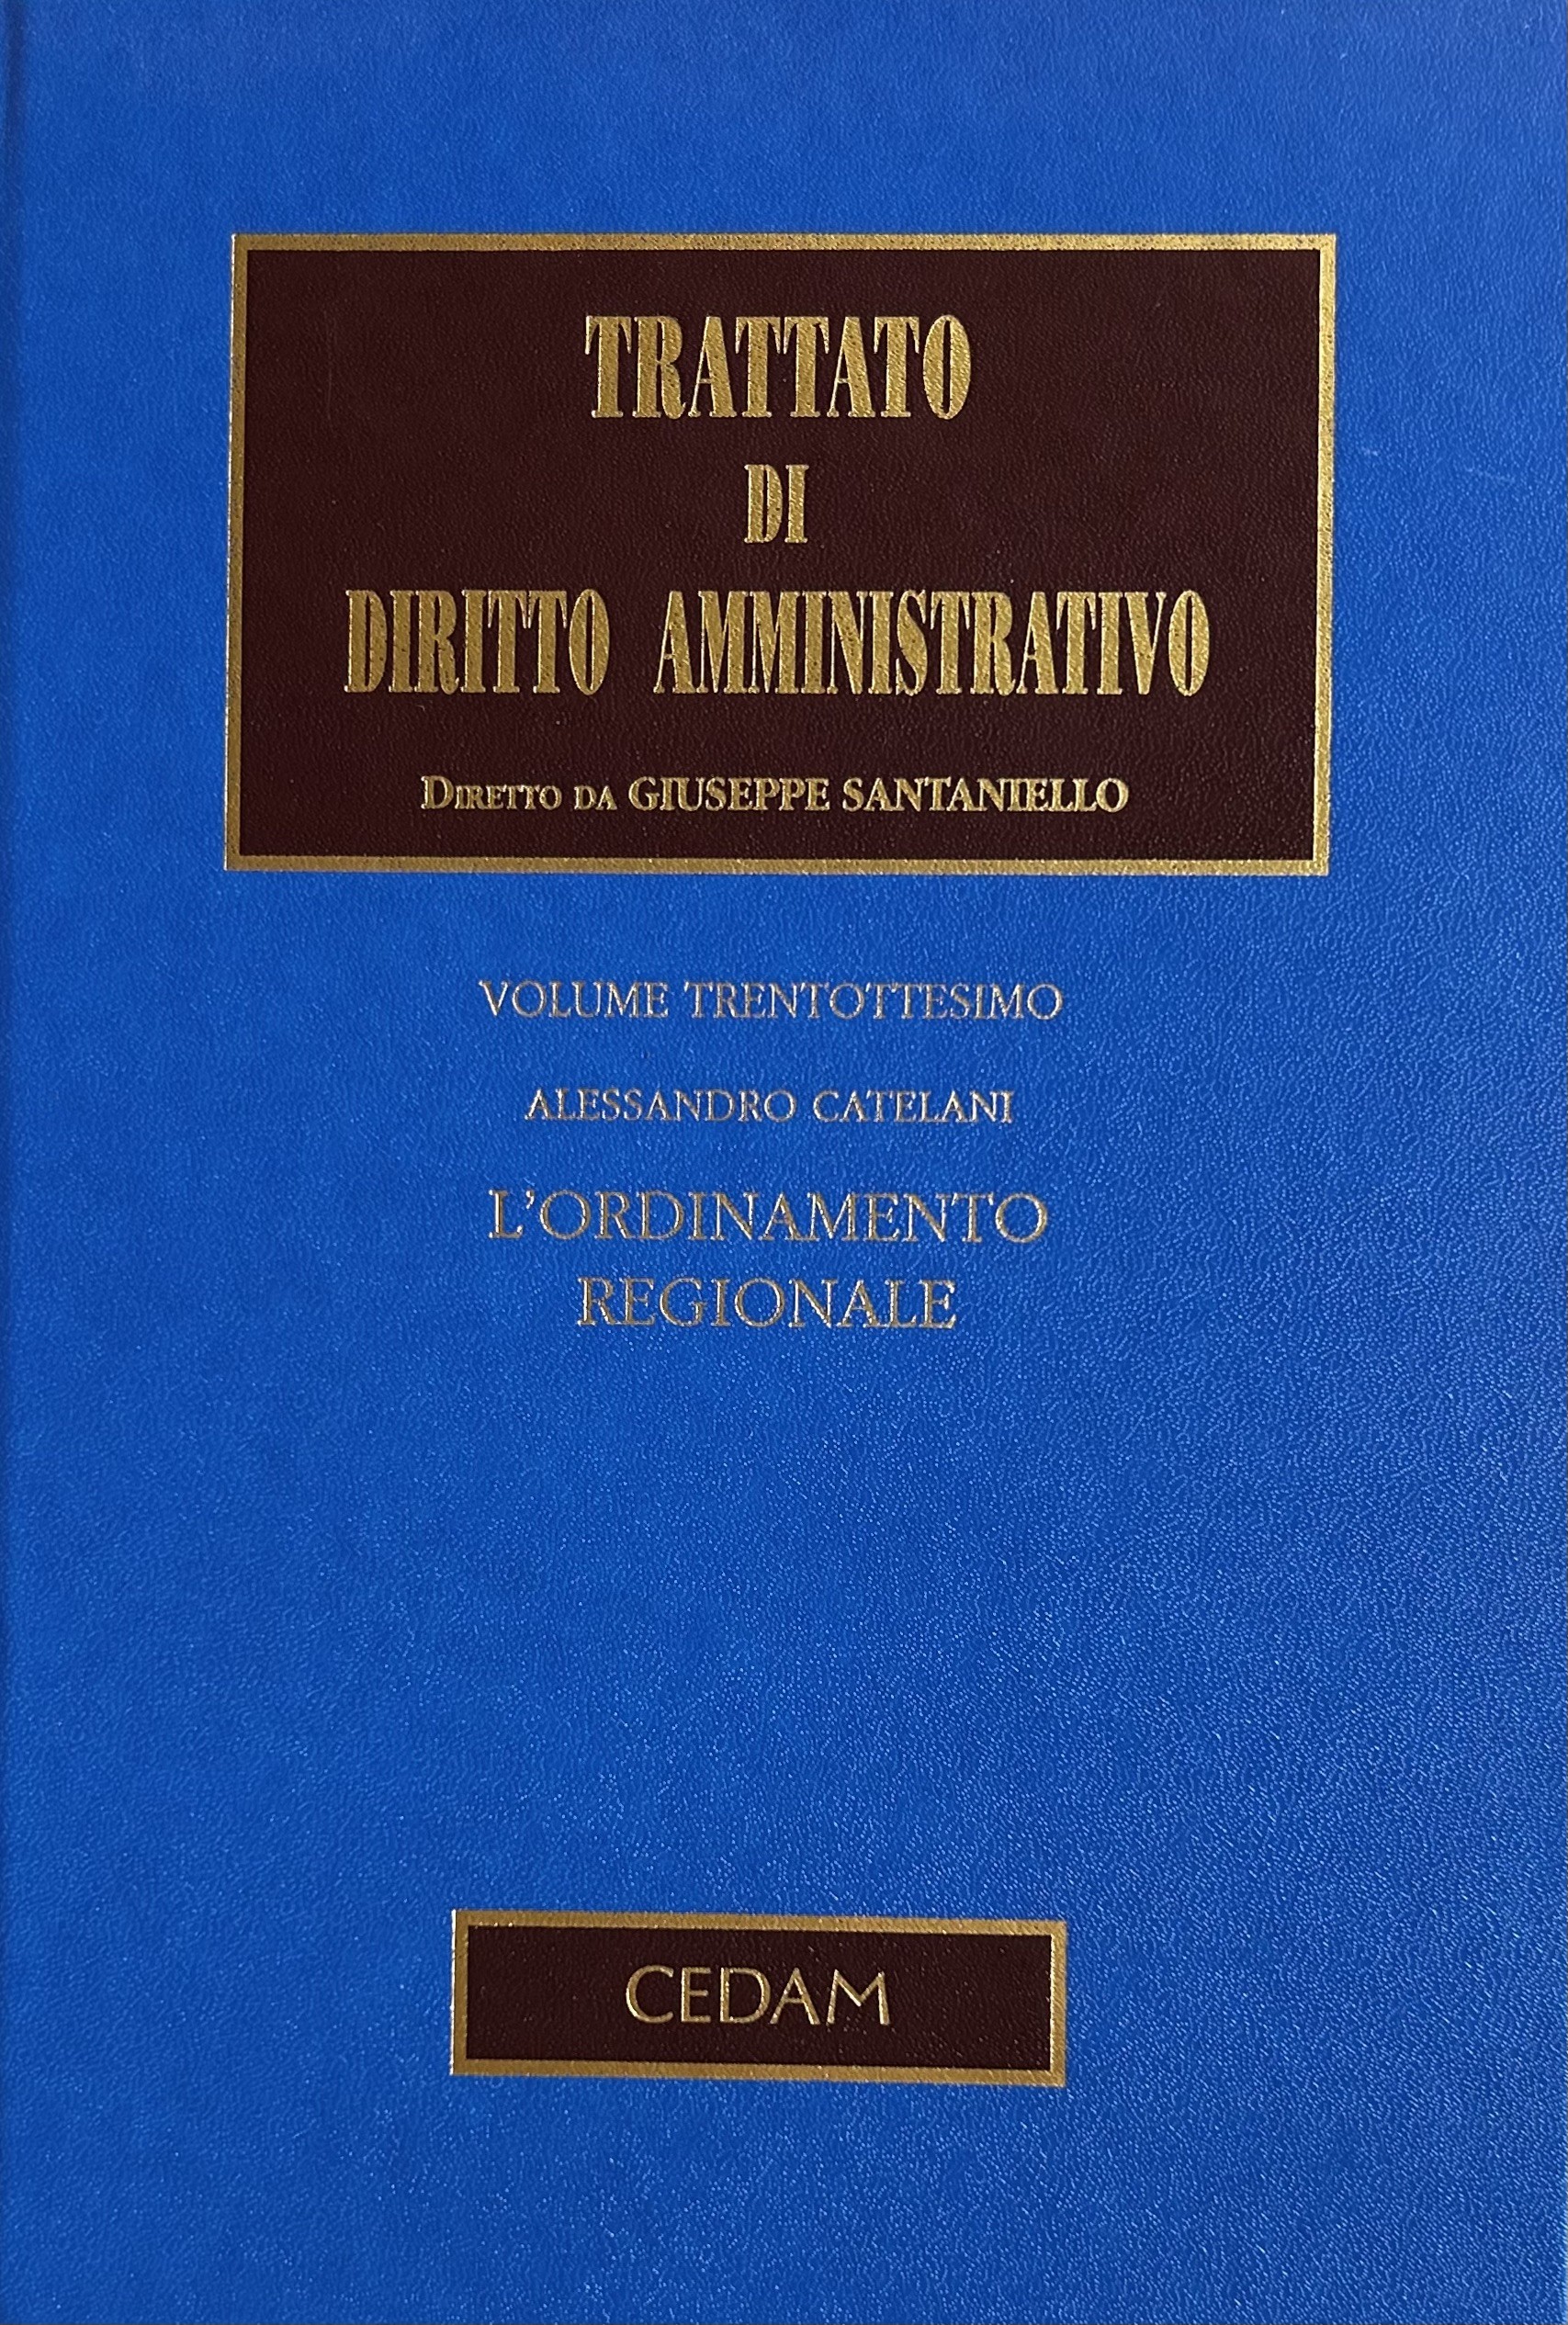 TRATTATO
DI
DIRITTO AMMINISTRATIVO
DIRETTO DA GIUSEPPE SANTANIELLO
VOLUME TRENTOTTESIMO
ALESSANDRO CATELANI
L'ORDINAMENTO
REGIONALE
CEDAM